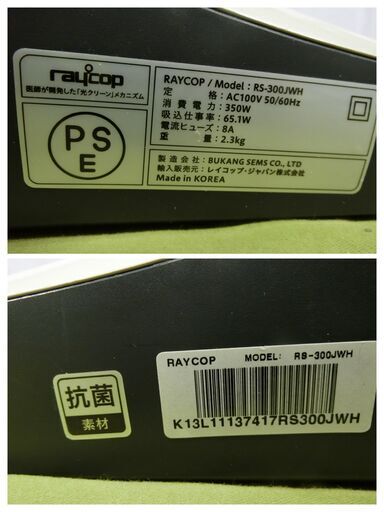 raycop
医師が開発した「光クリーン」メカニズム
PS
E
RAYCOP / Model : RS-300JWH
定 格 : AC100V 50/60Hz
消 費 電 力 : 350W
吸込仕事率 : 65.1W
電流ヒューズ : 8A
重 量 : 2.3kg
製 造 会 社 : BUKANG SEMS CO., LTD
輸入販売元 : レイコップ・ジャパン株式会社
Made in KOREA
抗菌
素材
RAYCOP MODEL: RS-300JWH
K13L11137417RS300JWH